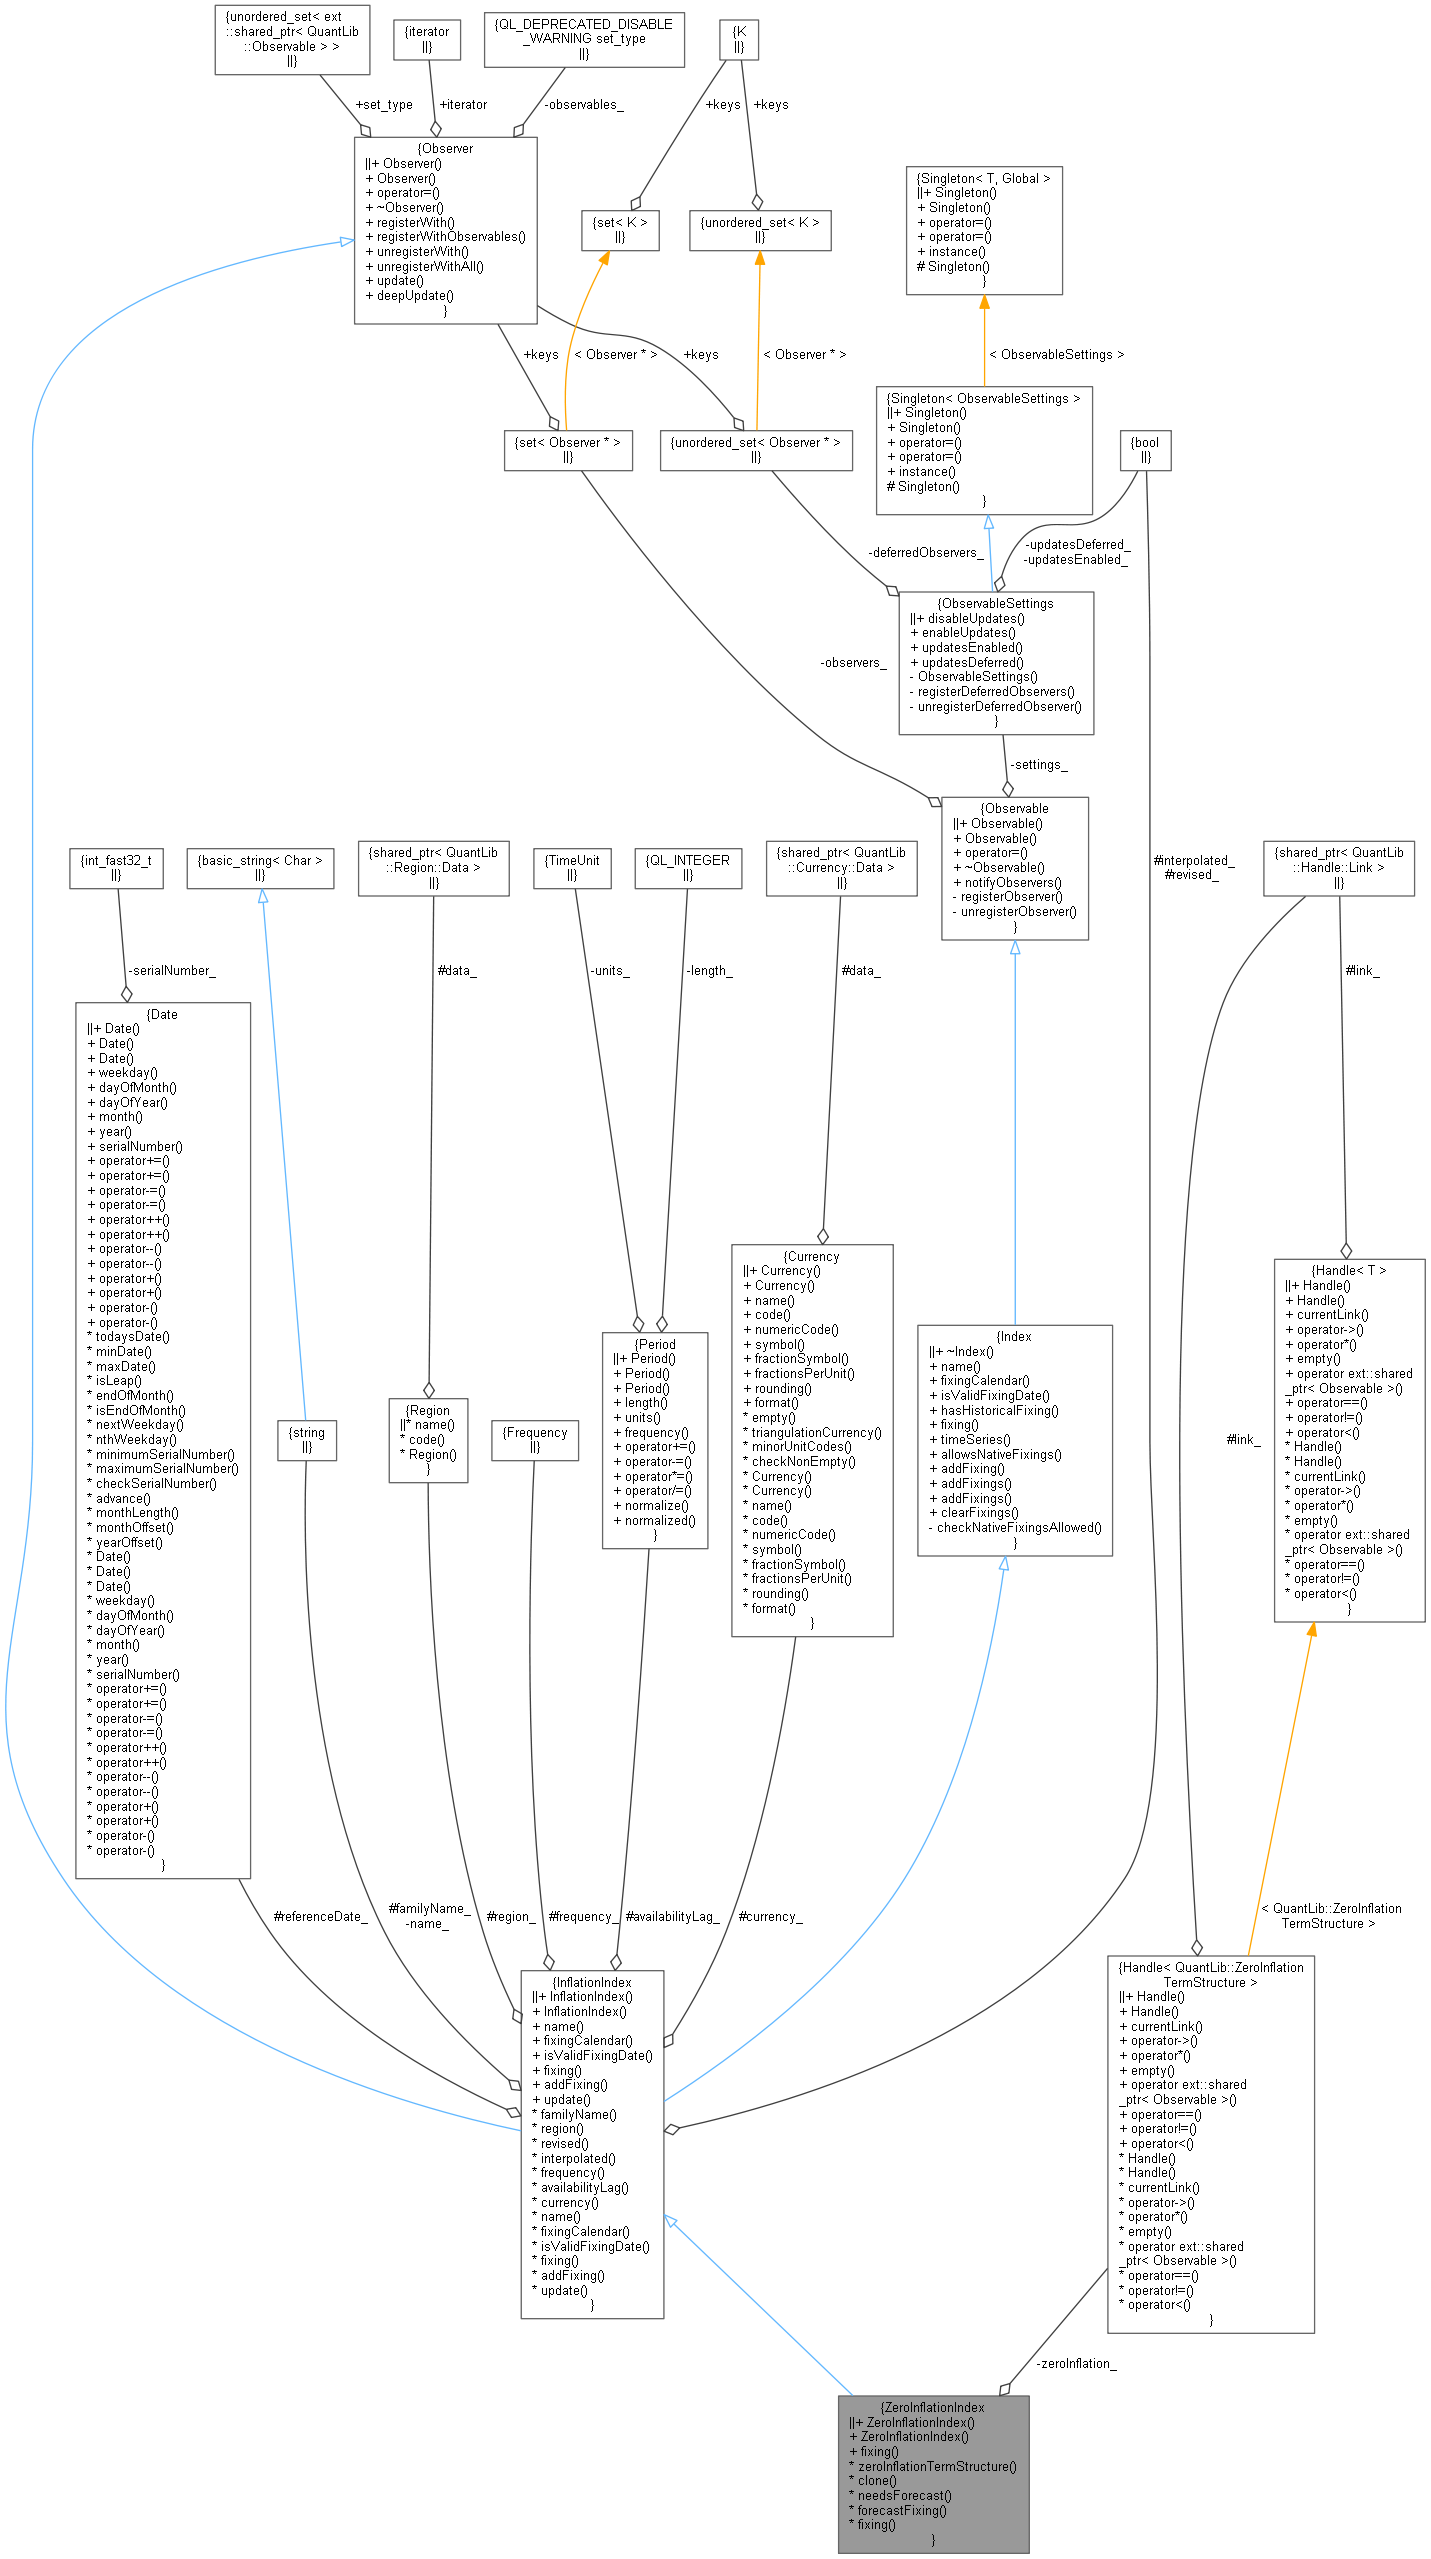 {unordered_set< ext
::shared_ptr< QuantLib
::Observable > >
||}
{iterator
||}
{QL_DEPRECATED_DISABLE
_WARNING set_type
||}
{K
||}
+set_type
+iterator
-observables_
+keys
+keys
{Observer
||+ Observer()
+ Observer()
+ operator=()
+ ~Observer()
+ registerWith()
+ registerWithObservables()
+ unregisterWith()
+ unregisterWithAll()
+ update()
+ deepUpdate()
}
{set< K >
||}
{unordered_set< K >
||}
{Singleton< T, Global >
||+ Singleton()
+ Singleton()
+ operator=()
+ operator=()
+ instance()
# Singleton()
}
+keys
< Observer * >
+keys
< Observer * >
< ObservableSettings >
{set< Observer * >
||}
{unordered_set< Observer * >
||}
{Singleton< ObservableSettings >
||+ Singleton()
+ Singleton()
+ operator=()
+ operator=()
+ instance()
# Singleton()
}
{bool
||}
-deferredObservers_
-updatesDeferred_
-updatesEnabled_
{ObservableSettings
||+ disableUpdates()
+ enableUpdates()
+ updatesEnabled()
+ updatesDeferred()
- ObservableSettings()
- registerDeferredObservers()
- unregisterDeferredObserver()
}
-observers_
-settings_
{Observable
||+ Observable()
+ Observable()
+ operator=()
+ ~Observable()
+ notifyObservers()
- registerObserver()
- unregisterObserver()
}
#interpolated_
#revised_
{int_fast32_t
||}
{basic_string< Char >
||}
{shared_ptr< QuantLib
::Region::Data >
||}
{TimeUnit
||}
{QL_INTEGER
||}
{shared_ptr< QuantLib
::Currency::Data >
||}
{shared_ptr< QuantLib
::Handle::Link >
||}
-serialNumber_
#data_
-units_
-length_
#data_
#link_
{Date
||+ Date()
+ Date()
+ Date()
+ weekday()
+ dayOfMonth()
+ dayOfYear()
+ month()
+ year()
+ serialNumber()
+ operator+=()
+ operator+=()
+ operator-=()
+ operator-=()
+ operator++()
+ operator++()
+ operator--()
+ operator--()
+ operator+()
+ operator+()
+ operator-()
+ operator-()
* todaysDate()
* minDate()
* maxDate()
* isLeap()
* endOfMonth()
* isEndOfMonth()
* nextWeekday()
* nthWeekday()
* minimumSerialNumber()
* maximumSerialNumber()
* checkSerialNumber()
* advance()
* monthLength()
* monthOffset()
* yearOffset()
* Date()
* Date()
* Date()
* weekday()
* dayOfMonth()
* dayOfYear()
* month()
* year()
* serialNumber()
* operator+=()
* operator+=()
* operator-=()
* operator-=()
* operator++()
* operator++()
* operator--()
* operator--()
* operator+()
* operator+()
* operator-()
* operator-()
}
{string
||}
{Region
||* name()
* code()
* Region()
}
{Frequency
||}
{Period
||+ Period()
+ Period()
+ Period()
+ length()
+ units()
+ frequency()
+ operator+=()
+ operator-=()
+ operator*=()
+ operator/=()
+ normalize()
+ normalized()
}
{Currency
||+ Currency()
+ Currency()
+ name()
+ code()
+ numericCode()
+ symbol()
+ fractionSymbol()
+ fractionsPerUnit()
+ rounding()
+ format()
* empty()
* triangulationCurrency()
* minorUnitCodes()
* checkNonEmpty()
* Currency()
* Currency()
* name()
* code()
* numericCode()
* symbol()
* fractionSymbol()
* fractionsPerUnit()
* rounding()
* format()
}
{Index
||+ ~Index()
+ name()
+ fixingCalendar()
+ isValidFixingDate()
+ hasHistoricalFixing()
+ fixing()
+ timeSeries()
+ allowsNativeFixings()
+ addFixing()
+ addFixings()
+ addFixings()
+ clearFixings()
- checkNativeFixingsAllowed()
}
#link_
{Handle< T >
||+ Handle()
+ Handle()
+ currentLink()
+ operator->()
+ operator*()
+ empty()
+ operator ext::shared
_ptr< Observable >()
+ operator==()
+ operator!=()
+ operator<()
* Handle()
* Handle()
* currentLink()
* operator->()
* operator*()
* empty()
* operator ext::shared
_ptr< Observable >()
* operator==()
* operator!=()
* operator<()
}
#referenceDate_
#familyName_
-name_
#region_
#frequency_
#availabilityLag_
#currency_
< QuantLib::ZeroInflation
TermStructure >
{InflationIndex
||+ InflationIndex()
+ InflationIndex()
+ name()
+ fixingCalendar()
+ isValidFixingDate()
+ fixing()
+ addFixing()
+ update()
* familyName()
* region()
* revised()
* interpolated()
* frequency()
* availabilityLag()
* currency()
* name()
* fixingCalendar()
* isValidFixingDate()
* fixing()
* addFixing()
* update()
}
{Handle< QuantLib::ZeroInflation
TermStructure >
||+ Handle()
+ Handle()
+ currentLink()
+ operator->()
+ operator*()
+ empty()
+ operator ext::shared
_ptr< Observable >()
+ operator==()
+ operator!=()
+ operator<()
* Handle()
* Handle()
* currentLink()
* operator->()
* operator*()
* empty()
* operator ext::shared
_ptr< Observable >()
* operator==()
* operator!=()
* operator<()
}
-zeroInflation_
{ZeroInflationIndex
||+ ZeroInflationIndex()
+ ZeroInflationIndex()
+ fixing()
* zeroInflationTermStructure()
* clone()
* needsForecast()
* forecastFixing()
* fixing()
}